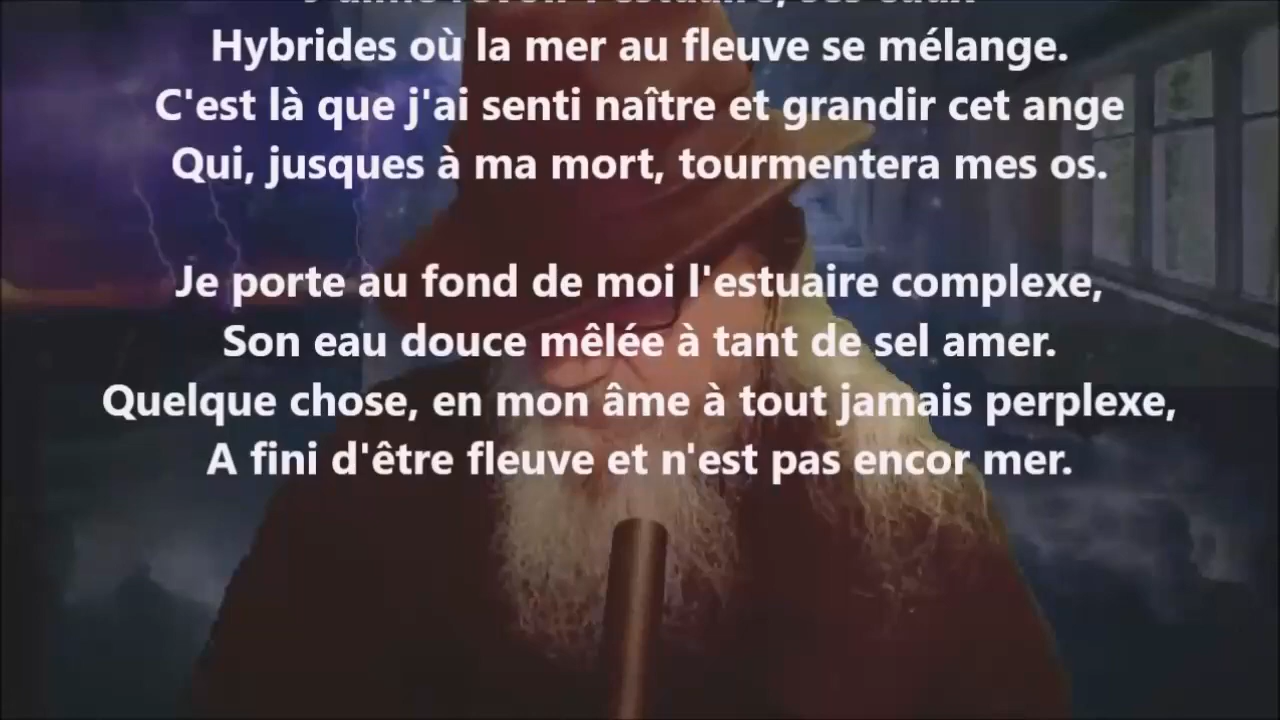 Hybrides où la mer au fleuve se mélange.
C'est là que j'ai senti naître et grandir cet ange
Qui, jusques à ma mort, tourmentera mes os.
Je porte au fond de moi l'estuaire complexe,
Son eau douce mêlée à tant de sel amer.
Quelque chose, en mon âme à tout jamais perplexe,
A fini d'être fleuve et n'est pas encor mer.